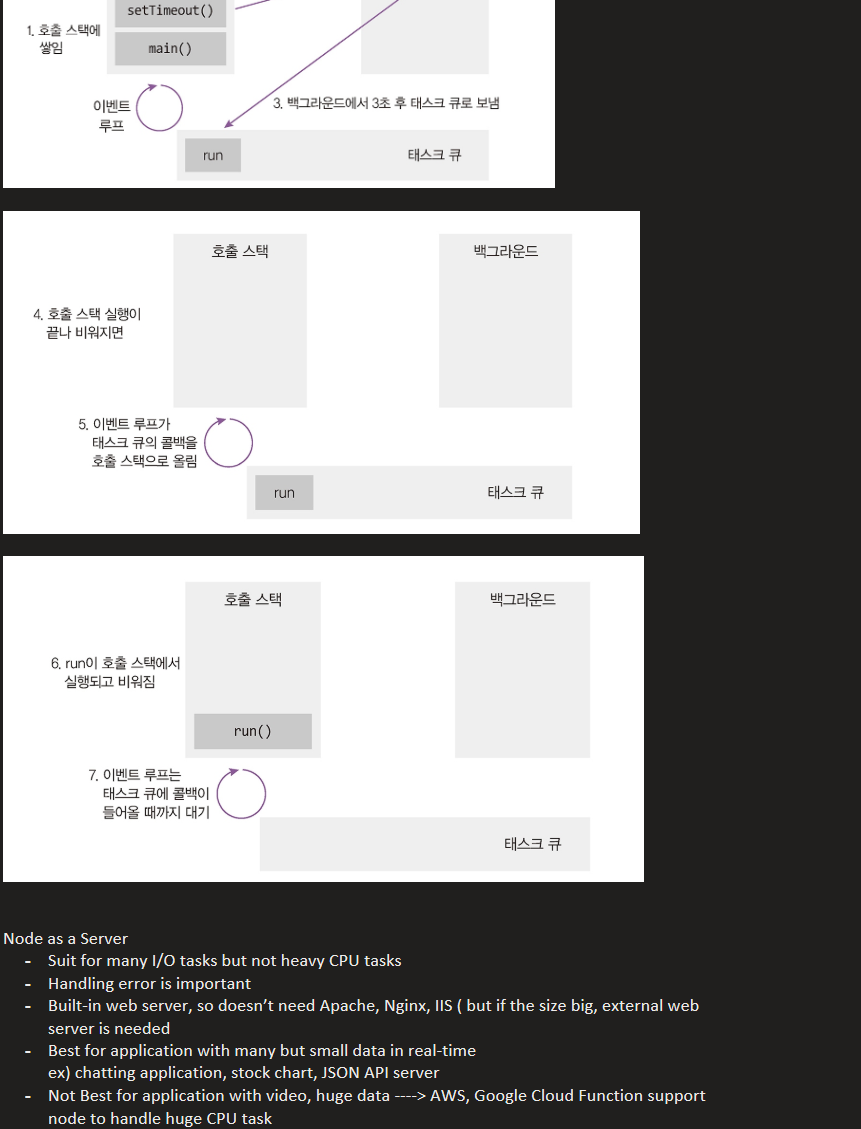 setTimeout()
1. 호출 스택에
쌓임
main()
이벤트
루프
3. 백그라운드에서 3초 후 태스크 큐로 보냄
run
태스크 큐
호출 스택
백그라운드
4. 호출 스택 실행이
끝나 비워지면
5. 이벤트 루프가
태스크 큐의 콜백을
호출 스택으로 올림
run
태스크 큐
호출 스택
백그라운드
6. run이 호출 스택에서
실행되고 비워짐
run()
7. 이벤트 루프는
태스크 큐에 콜백이
들어올 때까지 대기
태스크 큐
Node as a Server
- Suit for many I/O tasks but not heavy CPU tasks
- Handling error is important
- Built-in web server, so doesn't need Apache, Nginx, IIS ( but if the size big, external web
server is needed
- Best for application with many but small data in real-time
ex) chatting application, stock chart, JSON API server
- Not Best for application with video, huge data ----> AWS, Google Cloud Function support
node to handle huge CPU task